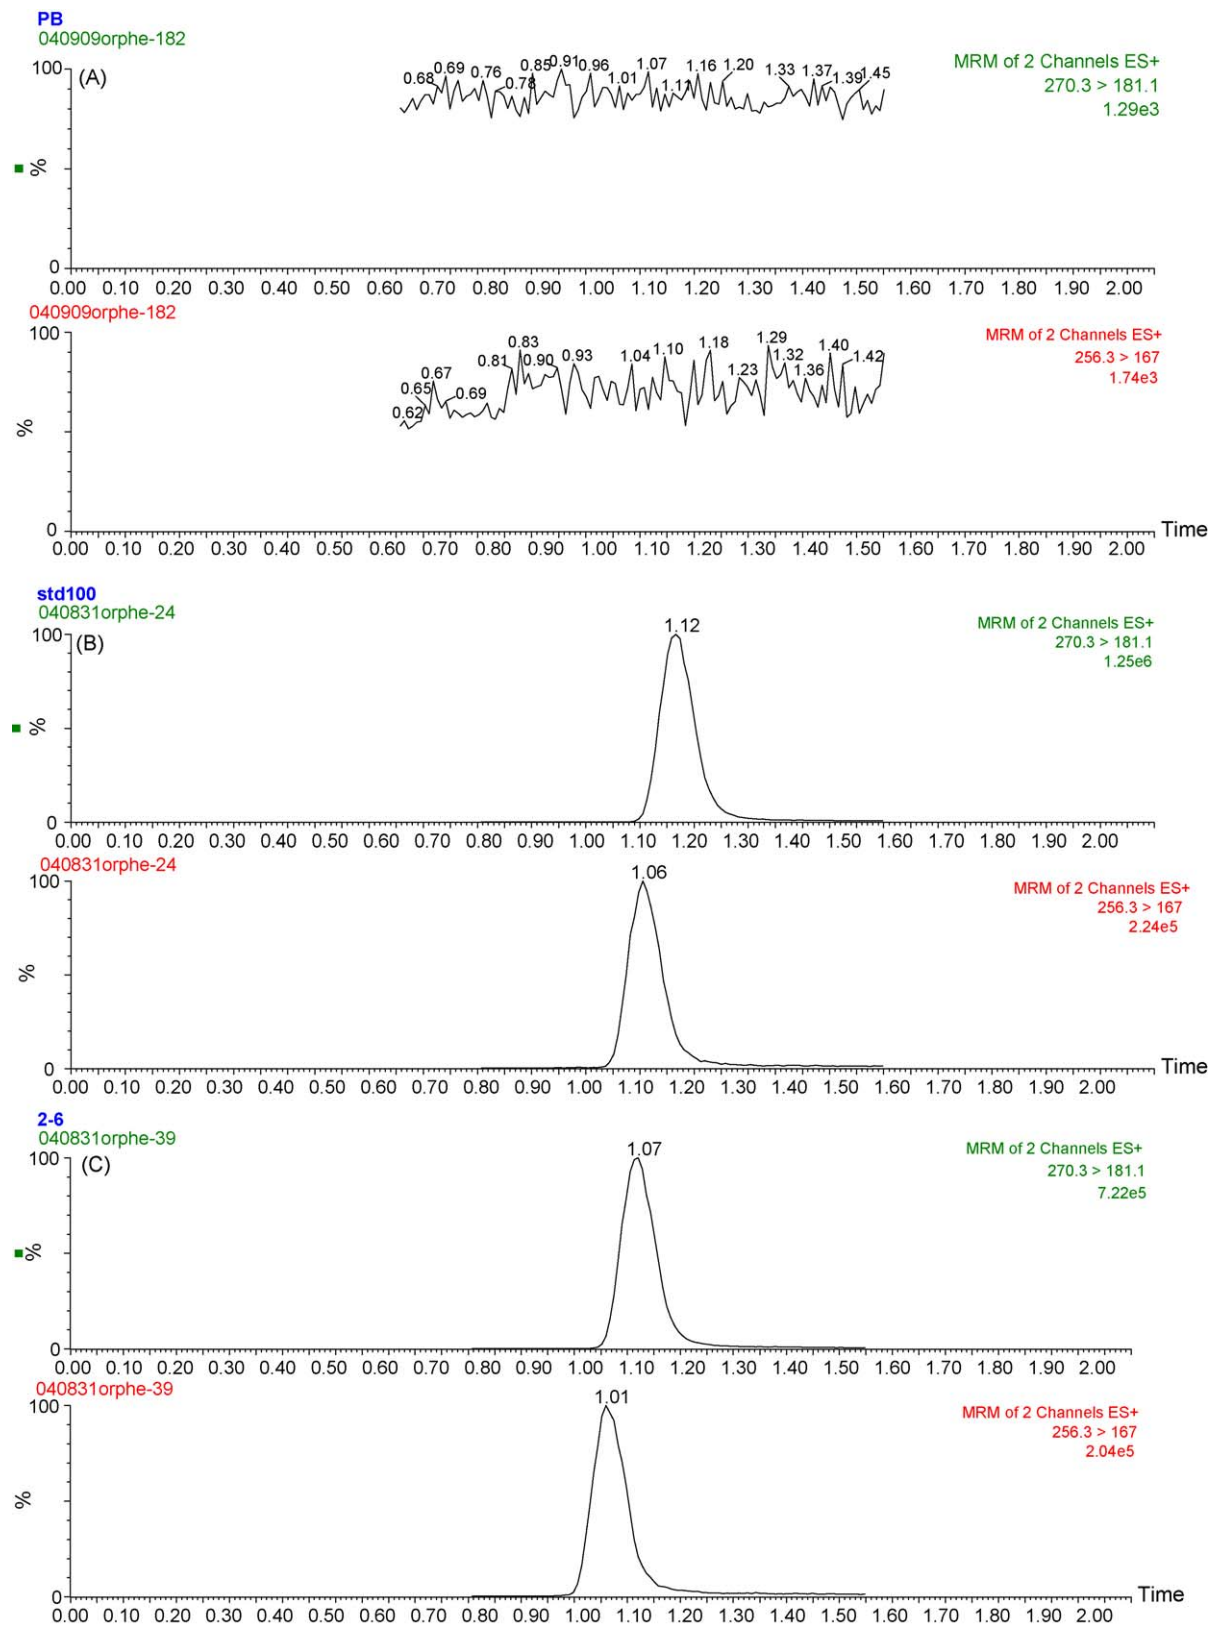 PB
040909orphe-182
(A)
MRM of 2 Channels ES+
270.3 > 181.1
1.29e3
100
%
0
0.68 0.69 0.76 0.78 0.85 0.91 0.96 1.01 1.07 1.11 1.16 1.20 1.33 1.37 1.39 1.45
0.00 0.10 0.20 0.30 0.40 0.50 0.60 0.70 0.80 0.90 1.00 1.10 1.20 1.30 1.40 1.50 1.60 1.70 1.80 1.90 2.00
040909orphe-182
MRM of 2 Channels ES+
256.3 > 167
1.74e3
100
%
0
0.62 0.65 0.67 0.69 0.81 0.83 0.90 0.93 1.04 1.10 1.18 1.23 1.29 1.32 1.36 1.40 1.42
Time
0.00 0.10 0.20 0.30 0.40 0.50 0.60 0.70 0.80 0.90 1.00 1.10 1.20 1.30 1.40 1.50 1.60 1.70 1.80 1.90 2.00
std100
040831orphe-24
(B)
MRM of 2 Channels ES+
270.3 > 181.1
1.25e6
100
%
0
1.12
0.00 0.10 0.20 0.30 0.40 0.50 0.60 0.70 0.80 0.90 1.00 1.10 1.20 1.30 1.40 1.50 1.60 1.70 1.80 1.90 2.00
040831orphe-24
MRM of 2 Channels ES+
256.3 > 167
2.24e5
100
%
0
1.06
Time
0.00 0.10 0.20 0.30 0.40 0.50 0.60 0.70 0.80 0.90 1.00 1.10 1.20 1.30 1.40 1.50 1.60 1.70 1.80 1.90 2.00
2-6
040831orphe-39
(C)
MRM of 2 Channels ES+
270.3 > 181.1
7.22e5
100
%
0
1.07
0.00 0.10 0.20 0.30 0.40 0.50 0.60 0.70 0.80 0.90 1.00 1.10 1.20 1.30 1.40 1.50 1.60 1.70 1.80 1.90 2.00
040831orphe-39
MRM of 2 Channels ES+
256.3 > 167
2.04e5
100
%
0
1.01
Time
0.00 0.10 0.20 0.30 0.40 0.50 0.60 0.70 0.80 0.90 1.00 1.10 1.20 1.30 1.40 1.50 1.60 1.70 1.80 1.90 2.00